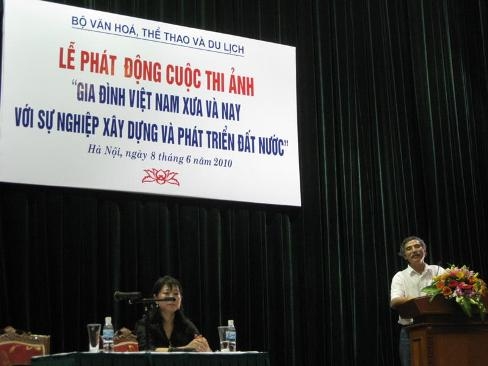 BỘ VĂN HOÁ, THỂ THAO VÀ DU LỊCH
LỄ PHÁT ĐỘNG CUỘC THI ẢNH
"GIA ĐÌNH VIỆT NAM XƯA VÀ NAY
VỚI SỰ NGHIỆP XÂY DỰNG VÀ PHÁT TRIỂN ĐẤT NƯỚC"
Hà Nội, ngày 8 tháng 6 năm 2010